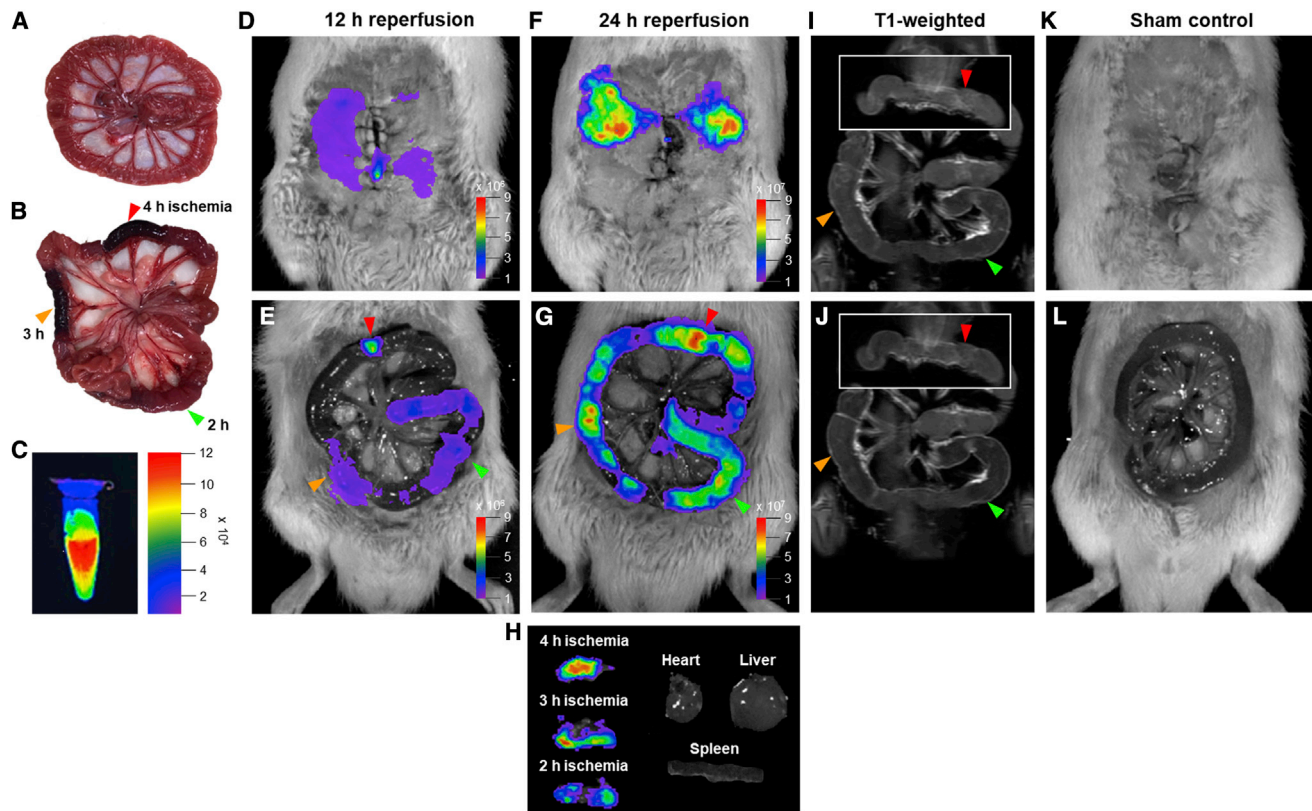 A
B
4 h ischemia
3 h
2 h
C
12
10
8
6
4
2
x 10⁴
D
12 h reperfusion
x 10⁶
9
7
5
3
1
E
x 10⁶
9
7
5
3
1
F
24 h reperfusion
x 10⁷
9
7
5
3
1
G
x 10⁷
9
7
5
3
1
H
4 h ischemia
3 h ischemia
2 h ischemia
Heart
Liver
Spleen
I
T1-weighted
J
K
Sham control
L